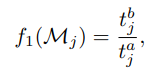 $f_1(\mathcal{M}_j) = \frac{t_j^b}{t_j^a},$